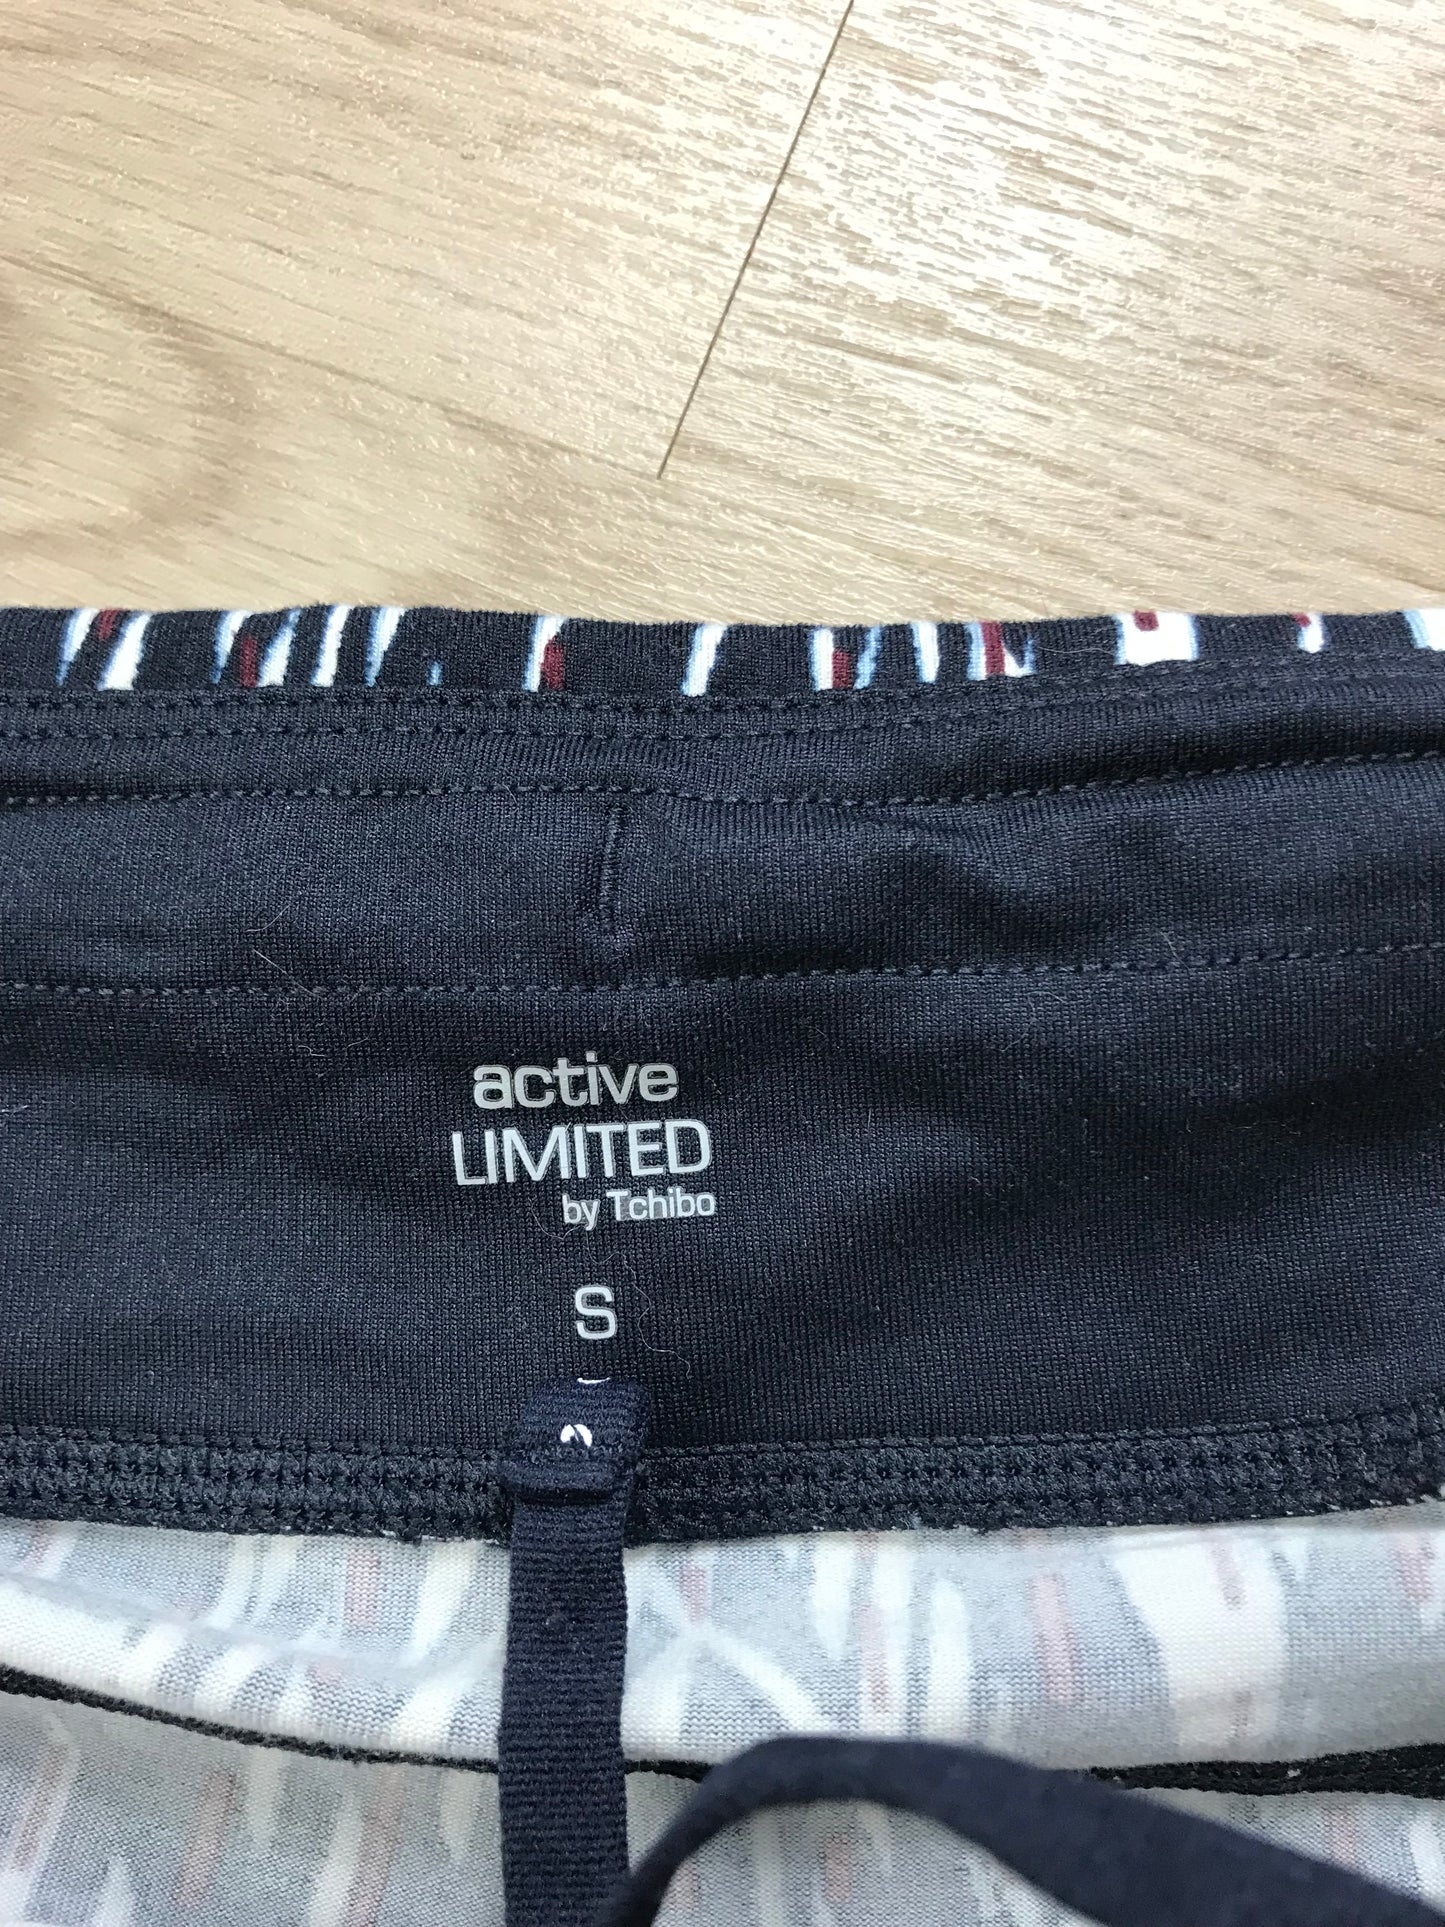 active
LIMITED
by Tchibo
S